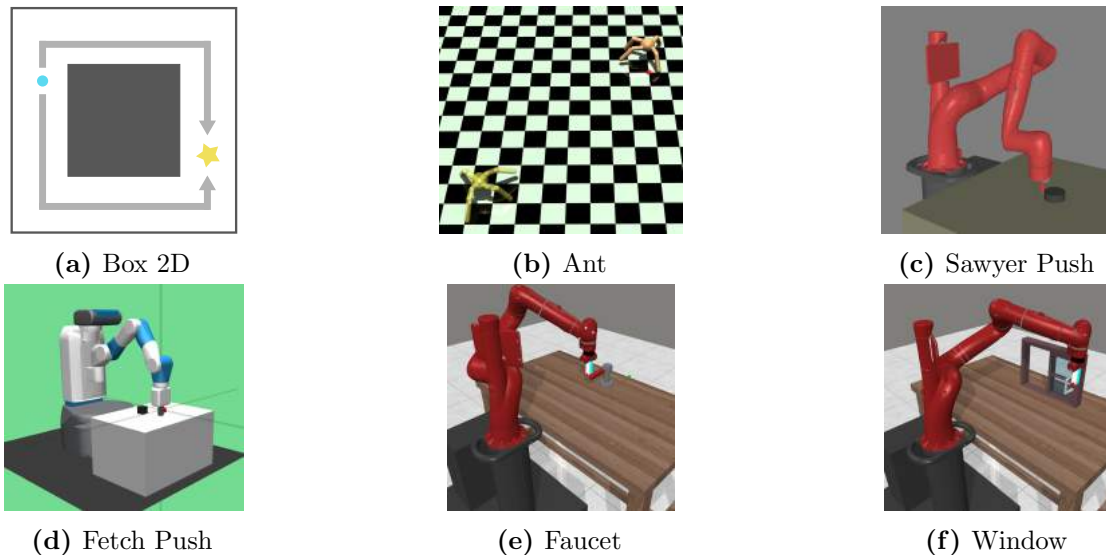 (a) Box 2D
(b) Ant
(c) Sawyer Push
(d) Fetch Push
(e) Faucet
(f) Window